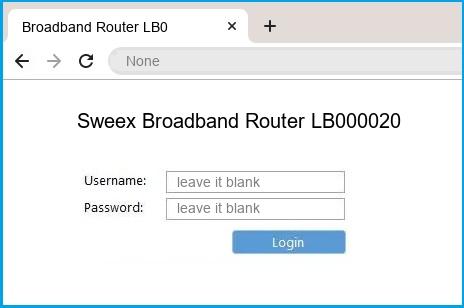 Broadband Router LB0
None
Sweex Broadband Router LB000020
Username: leave it blank
Password: leave it blank
Login